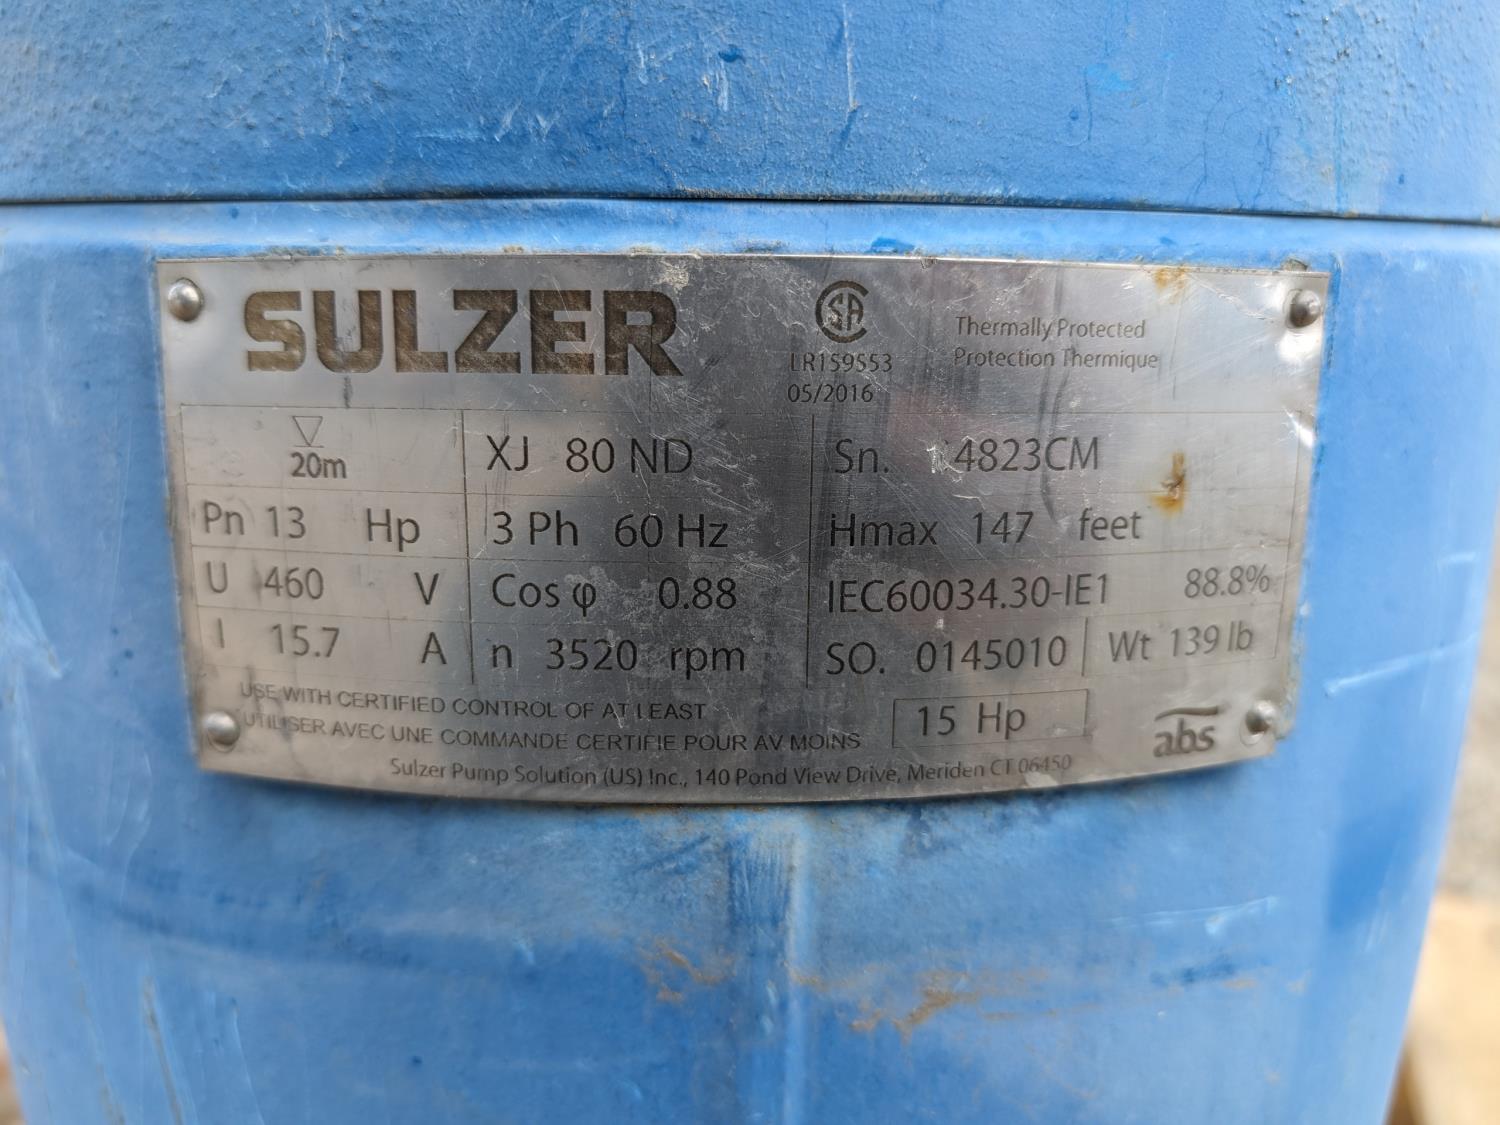 SULZER
SA
LR159553
05/2016
Thermally Protected
Protection Thermique
20m
XJ 80 ND
Sn. 4823CM
Pn 13 Hp
3 Ph 60 Hz
Hmax 147 feet
U 460 V
Cos φ 0.88
IEC60034.30-IE1 88.8%
I 15.7 A
n 3520 rpm
SO. 0145010
Wt 139 lb
USE WITH CERTIFIED CONTROL OF AT LEAST
UTILISER AVEC UNE COMMANDE CERTIFIE POUR AV MOINS
15 Hp
abs
Sulzer Pump Solution (US) Inc., 140 Pond View Drive, Meriden CT 06450